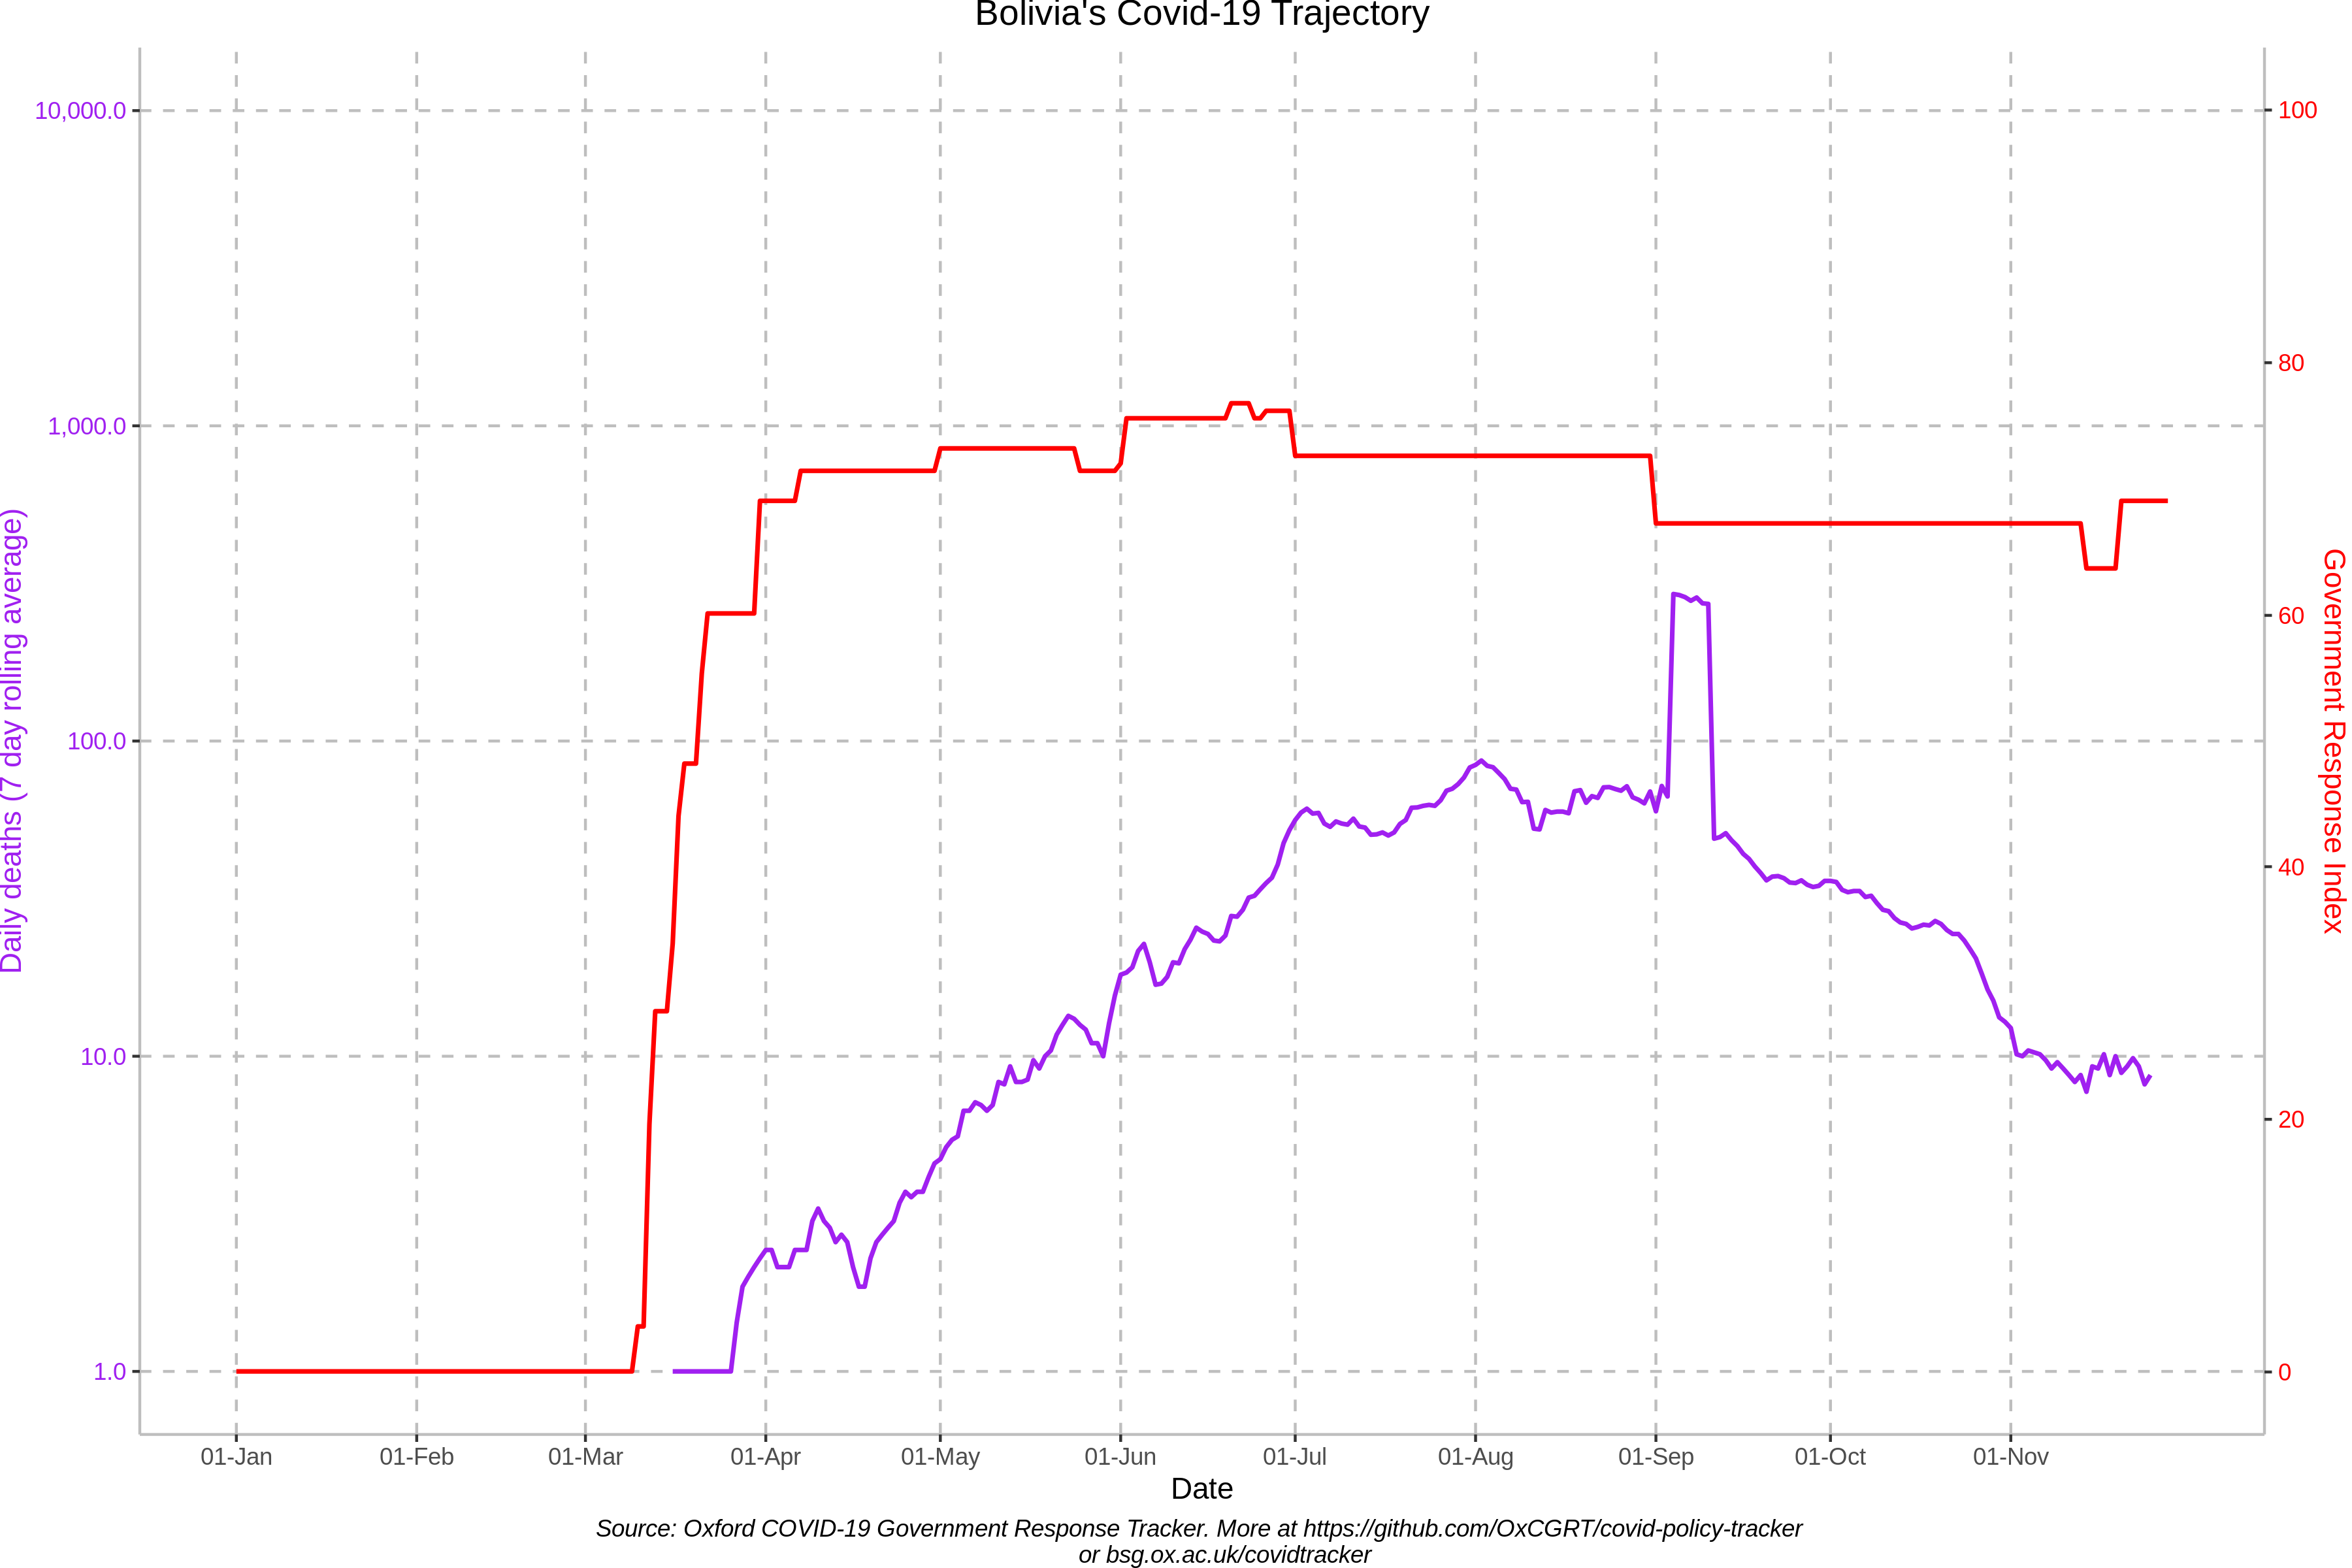 Bolivia's Covid-19 Trajectory
10,000.0
1,000.0
100.0
10.0
1.0
Daily deaths (7 day rolling average)
100
80
60
40
20
0
Government Response Index
01-Jan
01-Feb
01-Mar
01-Apr
01-May
01-Jun
01-Jul
01-Aug
01-Sep
01-Oct
01-Nov
Date
Source: Oxford COVID-19 Government Response Tracker. More at https://github.com/OxCGRT/covid-policy-tracker
or bsg.ox.ac.uk/covidtracker